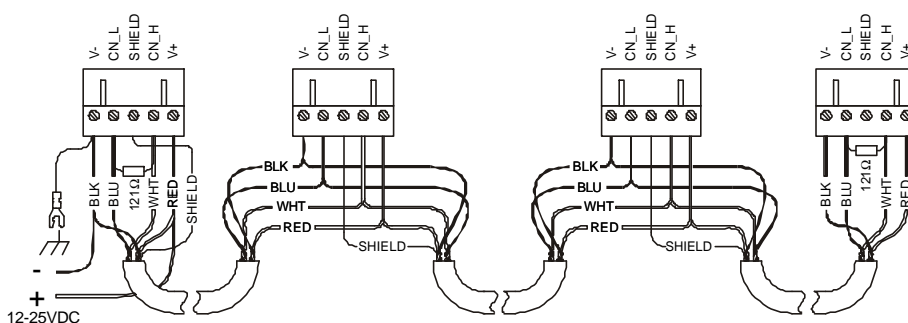 V- CN_L SHIELD CN_H V+
V- CN_L SHIELD CN_H V+
V- CN_L SHIELD CN_H V+
V- CN_L SHIELD CN_H V+
BLK BLU 121Ω WHT RED SHIELD
-
+
12-25VDC
BLK
BLU
WHT
RED
SHIELD
BLK
BLU
WHT
RED
SHIELD
BLK BLU 121Ω WHT RED